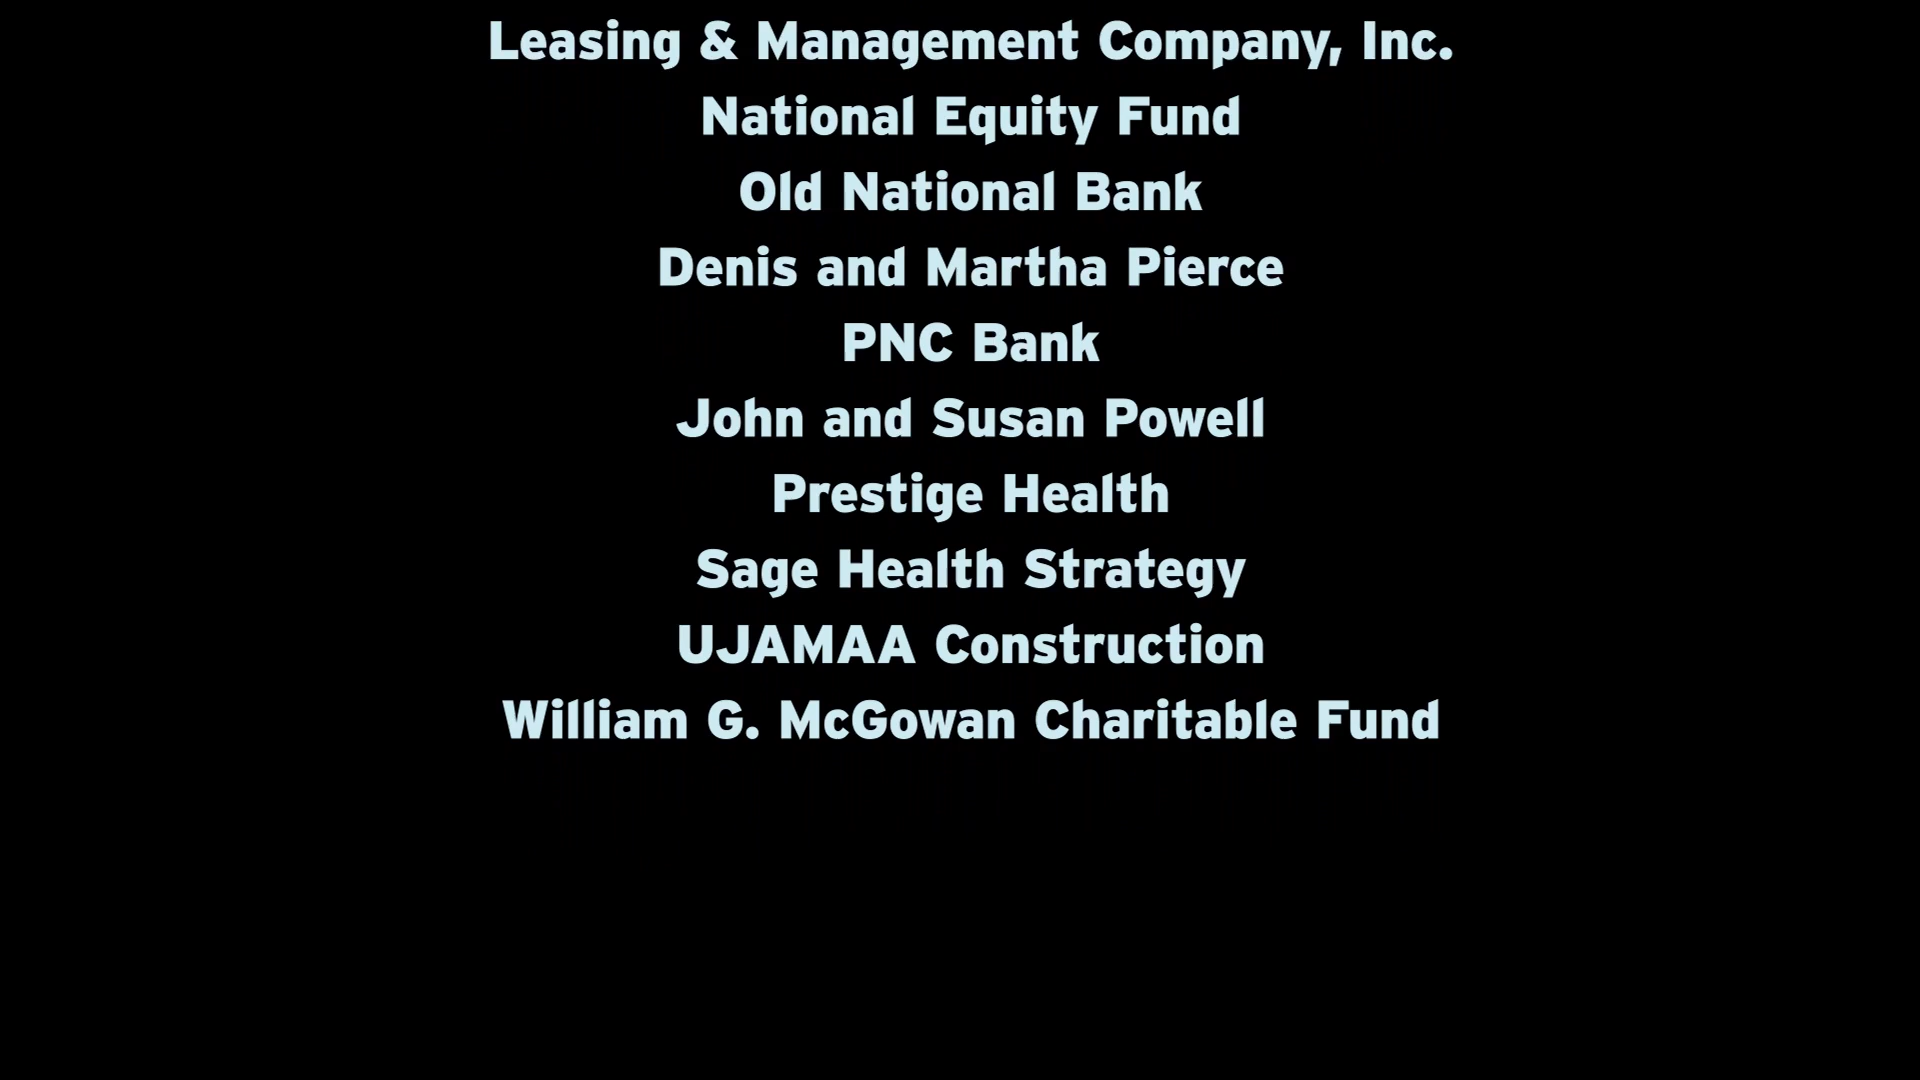 Leasing & Management Company, Inc.
National Equity Fund
Old National Bank
Denis and Martha Pierce
PNC Bank
John and Susan Powell
Prestige Health
Sage Health Strategy
UJAMAA Construction
William G. McGowan Charitable Fund